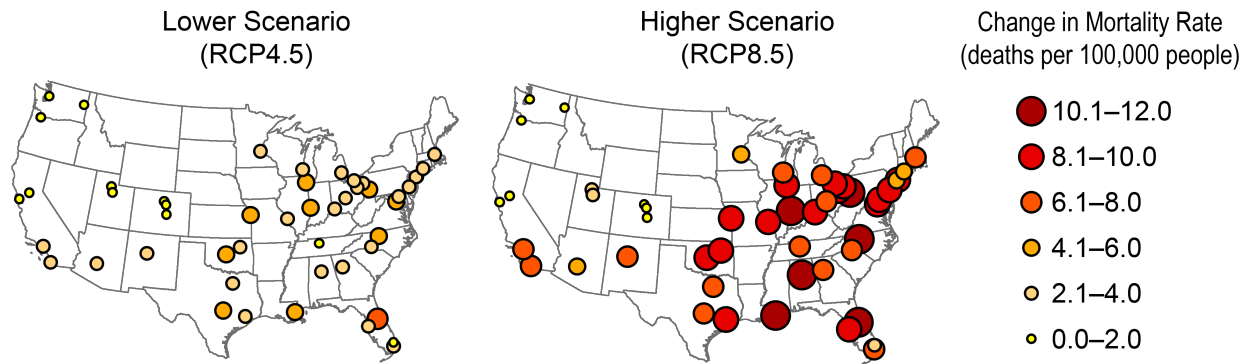 Lower Scenario
(RCP4.5)
Higher Scenario
(RCP8.5)
Change in Mortality Rate
(deaths per 100,000 people)
10.1–12.0
8.1–10.0
6.1–8.0
4.1–6.0
2.1–4.0
0.0–2.0